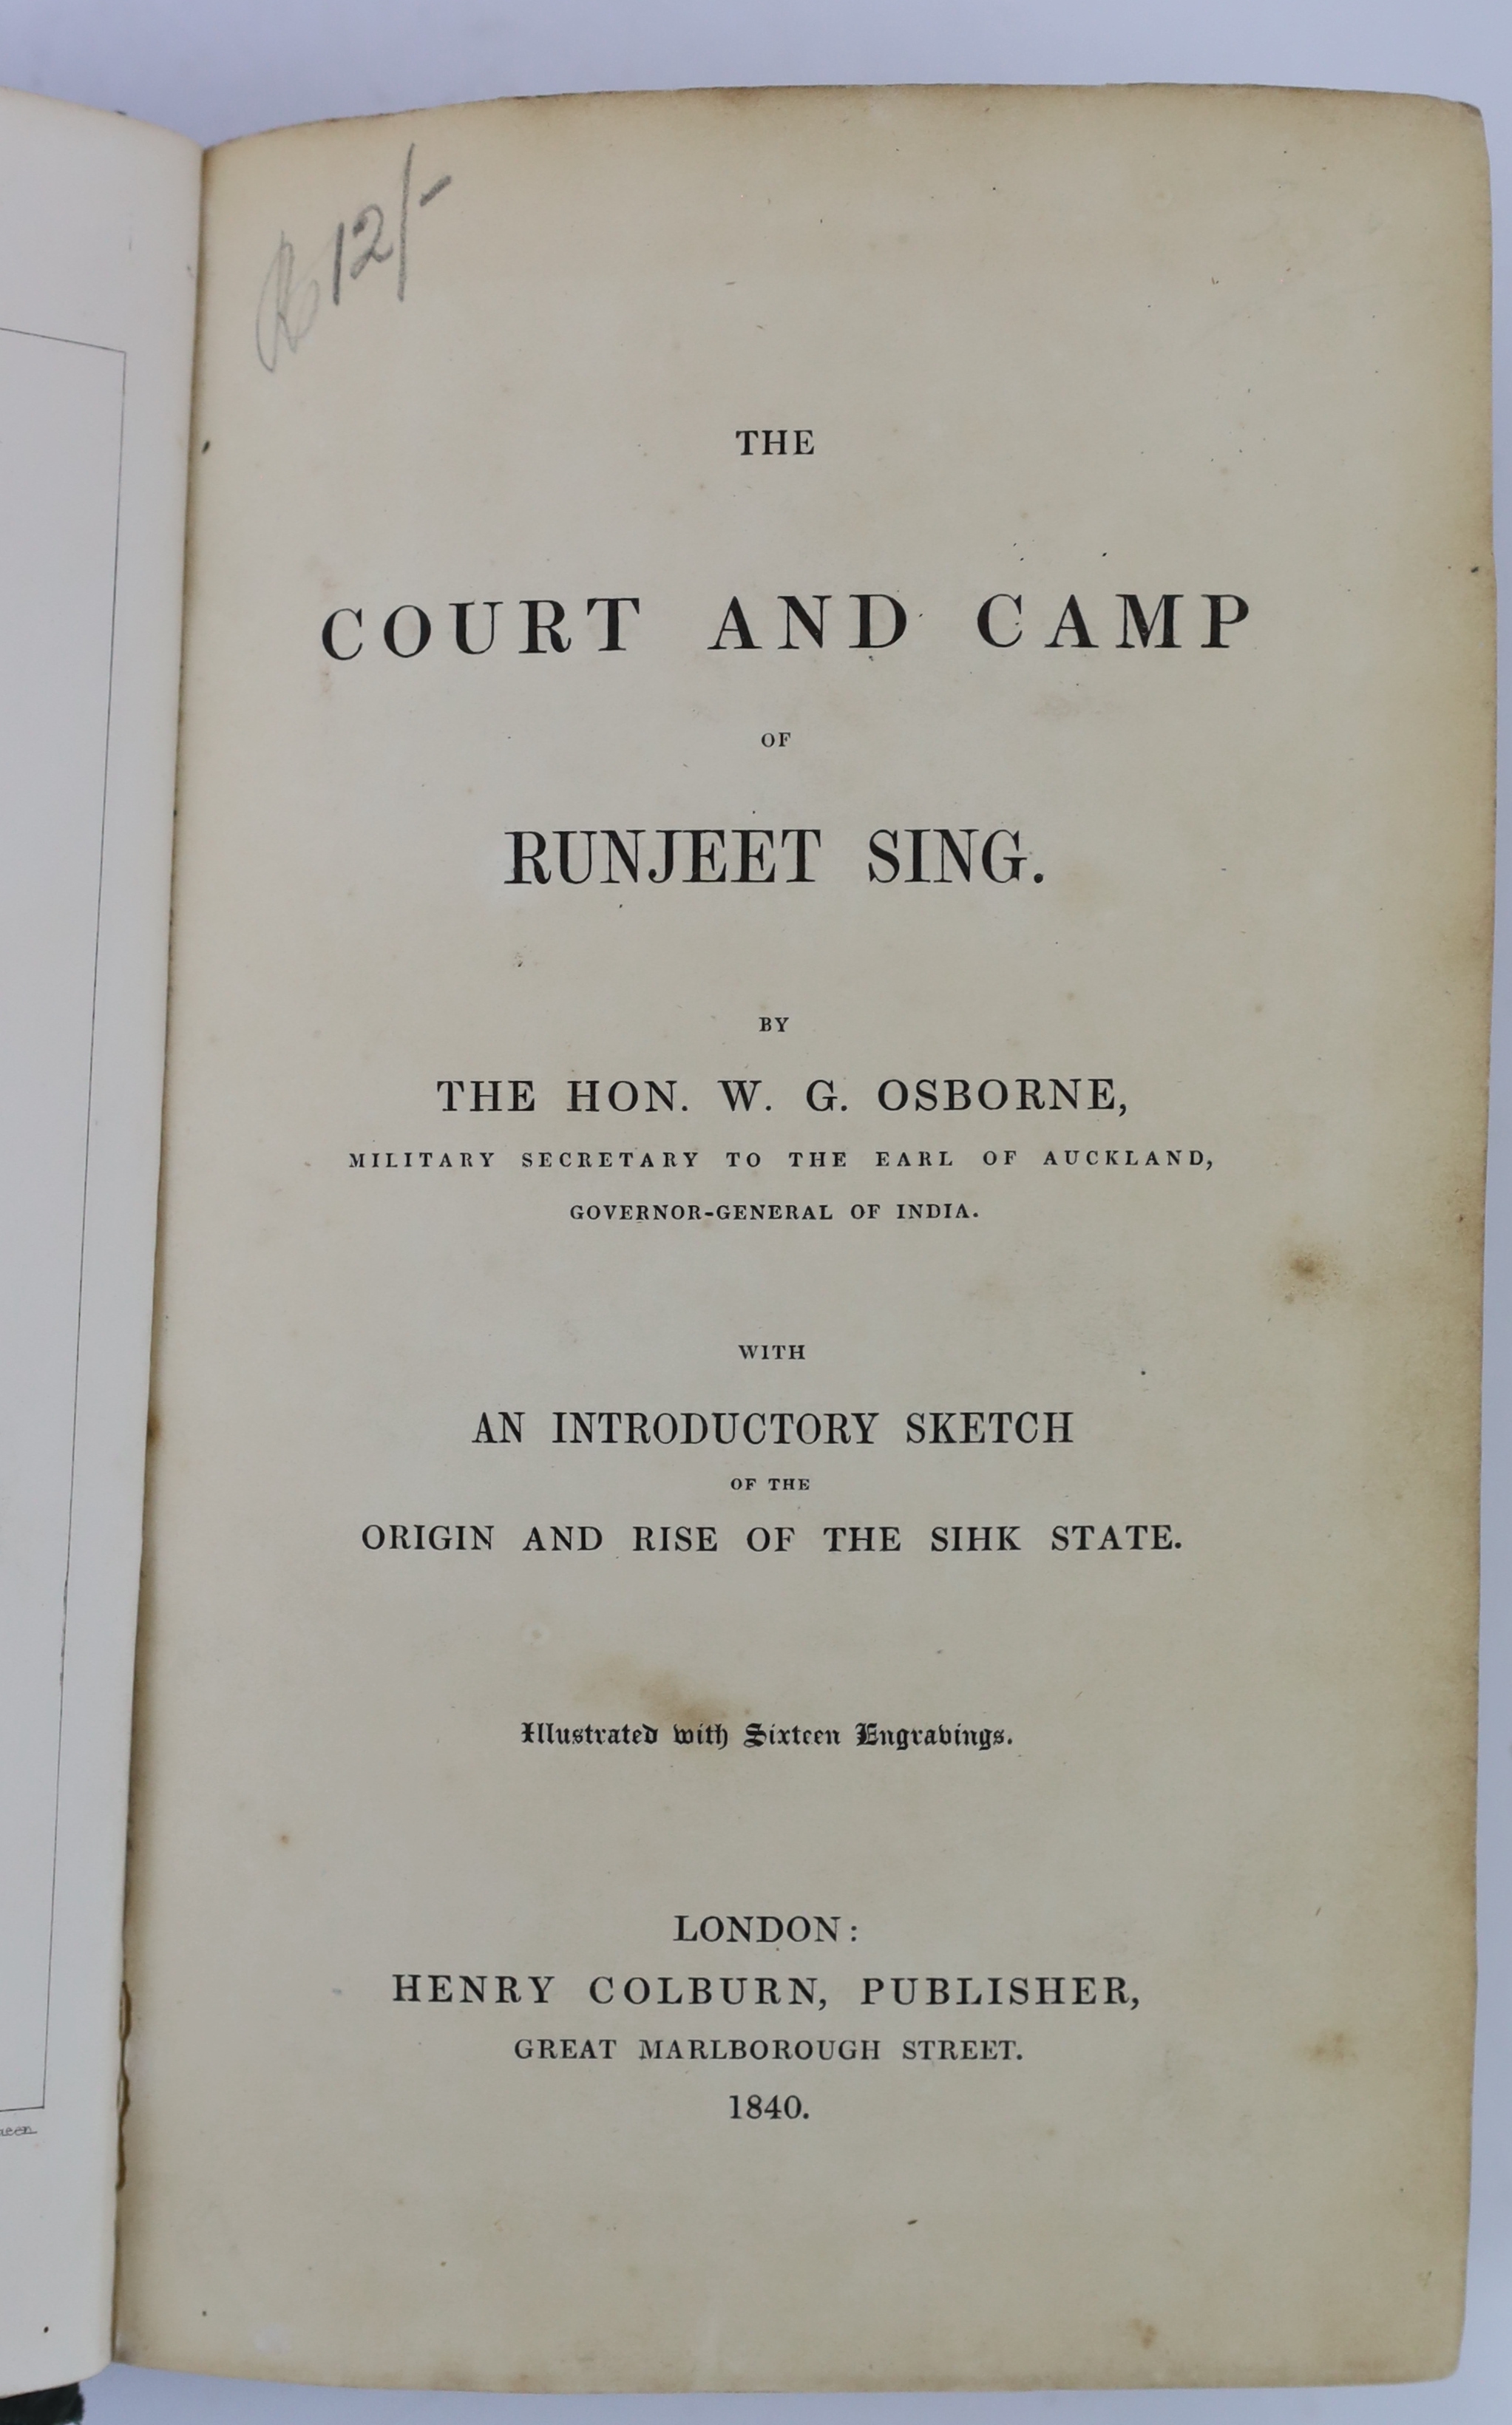 12/-
THE
COURT AND CAMP
OF
RUNJEET SING.
BY
THE HON. W. G. OSBORNE,
MILITARY SECRETARY TO THE EARL OF AUCKLAND,
GOVERNOR-GENERAL OF INDIA.
WITH
AN INTRODUCTORY SKETCH
OF THE
ORIGIN AND RISE OF THE SIHK STATE.
Illustrated with Sixteen Engravings.
LONDON:
HENRY COLBURN, PUBLISHER,
GREAT MARLBOROUGH STREET.
1840.